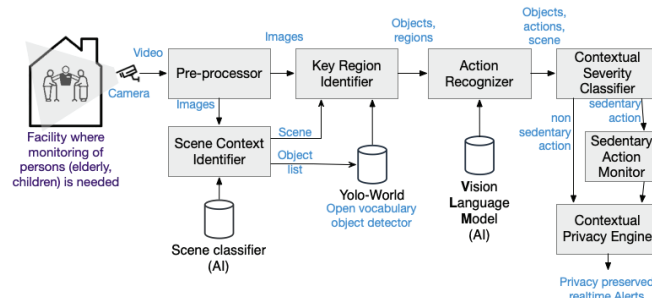 Video
Camera
Facility where
monitoring of
persons (elderly,
children) is needed
Pre-processor
Images
Images
Scene Context
Identifier
Scene classifier
(AI)
Scene
Object
list
Key Region
Identifier
Yolo-World
Open vocabulary
object detector
Objects,
regions
Action
Recognizer
Vision
Language
Model
(AI)
Objects,
actions,
scene
Contextual
Severity
Classifier
non
sedentary
action
sedentary
action
Sedentary
Action
Monitor
Contextual
Privacy Engine
Privacy preserved
realtime Alerts